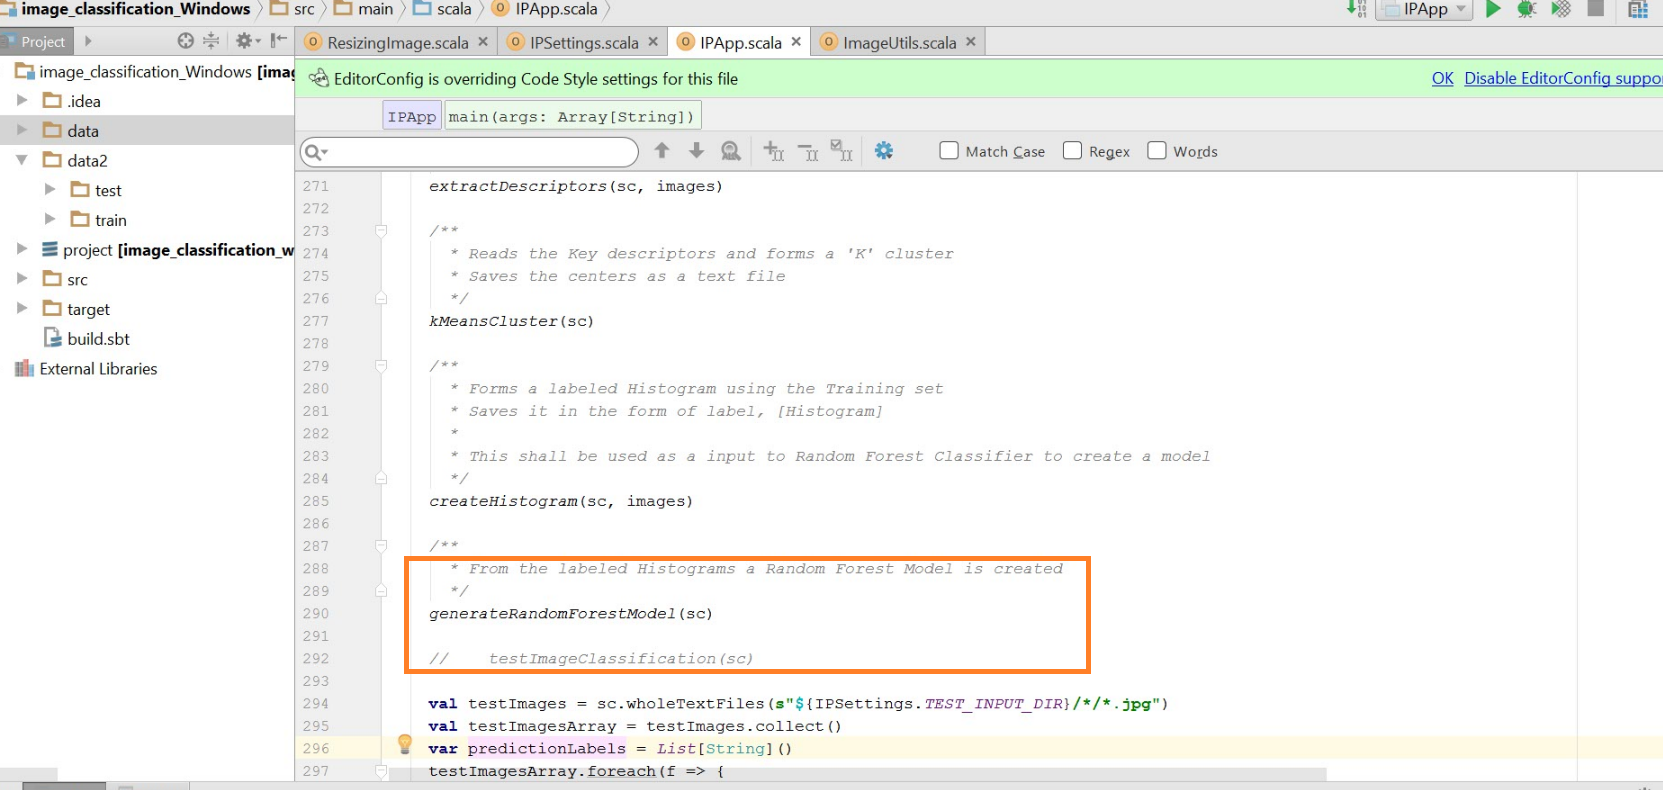 image_classification_Windows src main scala IPApp.scala IPApp
Project ResizingImage.scala IPSettings.scala IPApp.scala ImageUtils.scala
image_classification_Windows [imag
.idea
data
data2
test
train
project [image_classification_w
src
target
build.sbt
External Libraries
EditorConfig is overriding Code Style settings for this file OK Disable EditorConfig suppor
IPApp main(args: Array[String])
Match Case Regex Words
271 extractDescriptors(sc, images)
272
273 /**
274 * Reads the Key descriptors and forms a 'K' cluster
275 * Saves the centers as a text file
276 */
277 kMeansCluster(sc)
278
279 /**
280 * Forms a labeled Histogram using the Training set
281 * Saves it in the form of label, [Histogram]
282 *
283 * This shall be used as a input to Random Forest Classifier to create a model
284 */
285 createHistogram(sc, images)
286
287 /**
288 * From the labeled Histograms a Random Forest Model is created
289 */
290 generateRandomForestModel(sc)
291
292 // testImageClassification(sc)
293
294 val testImages = sc.wholeTextFiles(s"${IPSettings.TEST_INPUT_DIR}/*/*.jpg")
295 val testImagesArray = testImages.collect()
296 var predictionLabels = List[String]()
297 testImagesArray.foreach(f => {